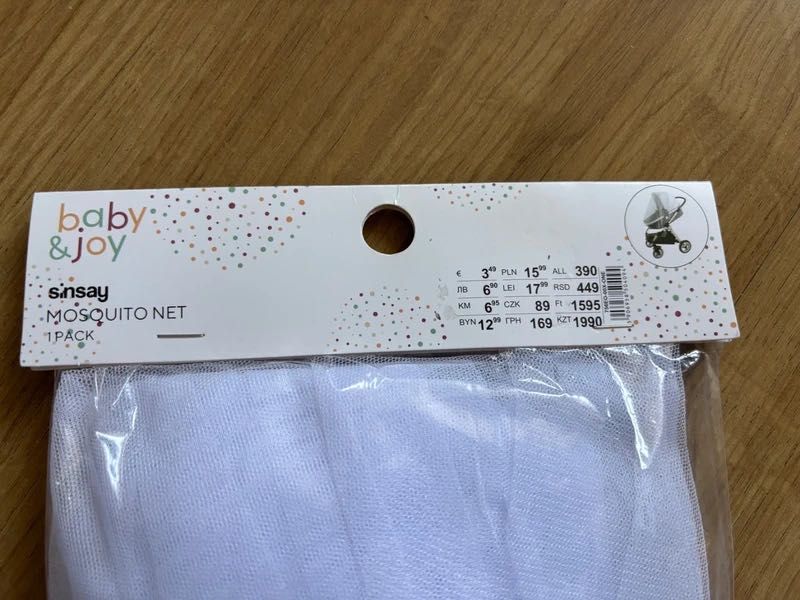 baby
&joy
sinsay
MOSQUITO NET
1 PACK
€ 3⁴⁹ PLN 15⁹⁹ ALL 390
ЛВ 6⁹⁰ LEI 17⁹⁹ RSD 449
KM 6⁹⁵ CZK 89 Ft 1595
BYN 12⁹⁹ ГРН 169 KZT 1990